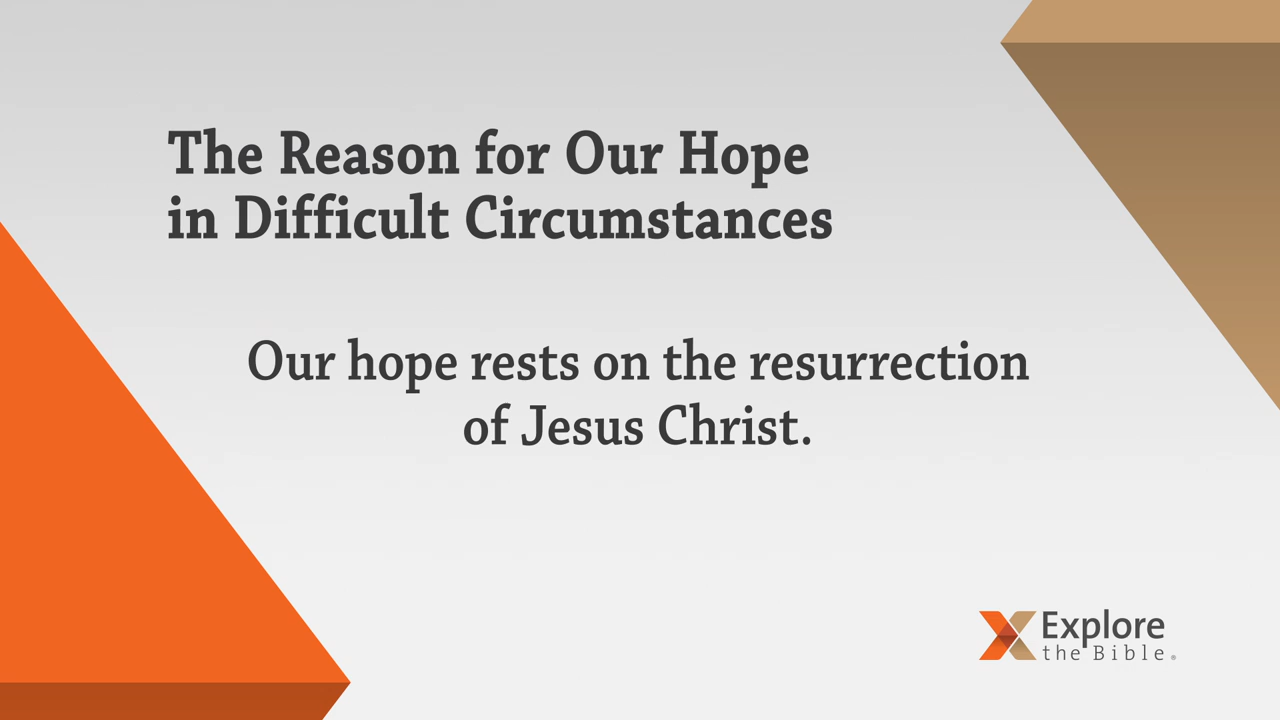 The Reason for Our Hope
in Difficult Circumstances
Our hope rests on the resurrection
of Jesus Christ.
Explore
the Bible®